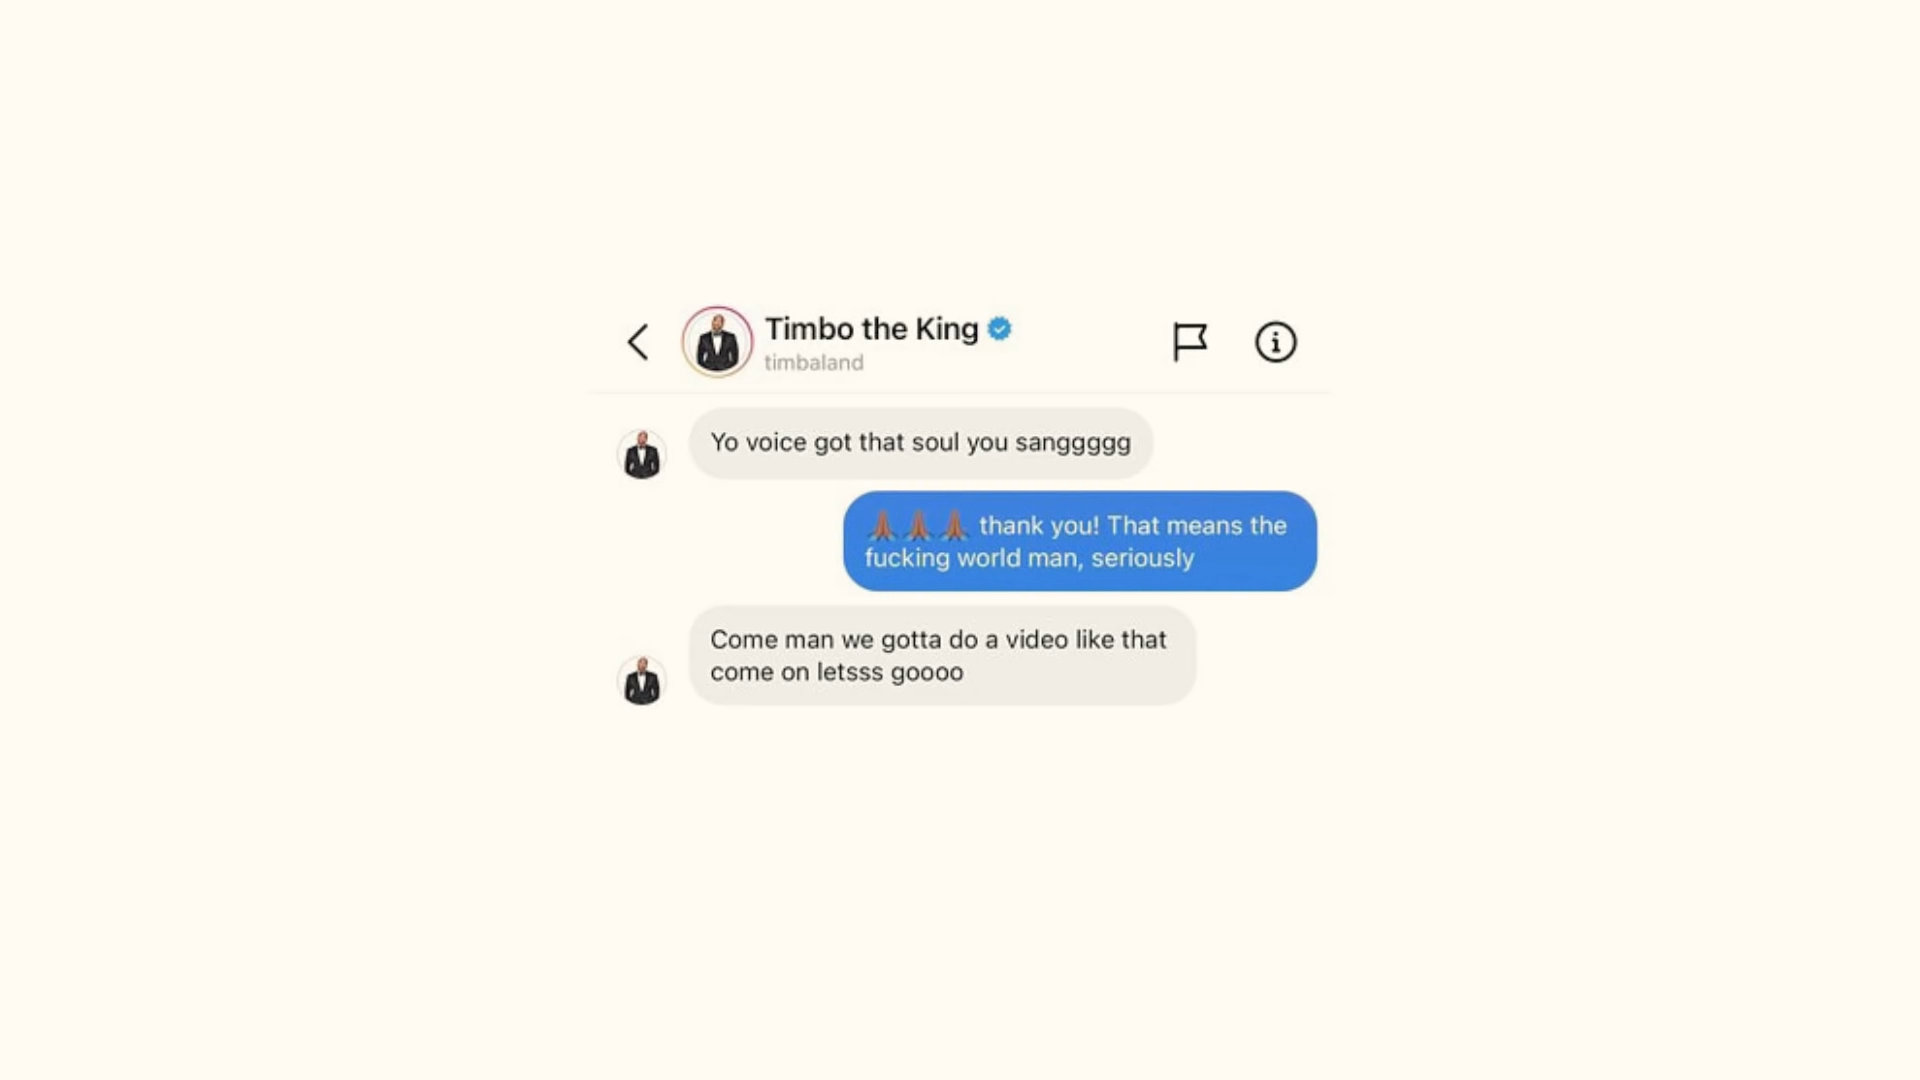 Timbo the King
timbaland
Yo voice got that soul you sanggggg
🙏🏾🙏🏾🙏🏾 thank you! That means the
fucking world man, seriously
Come man we gotta do a video like that
come on letsss goooo